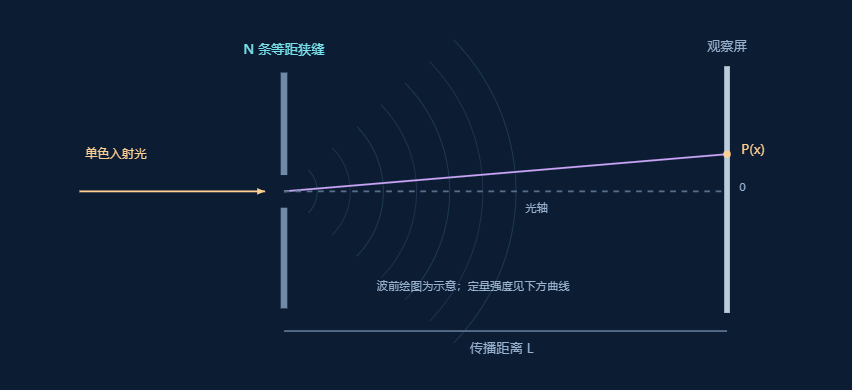 N 条等距狭缝
观察屏
单色入射光
P(x)
0
光轴
波前绘图为示意；定量强度见下方曲线
传播距离 L